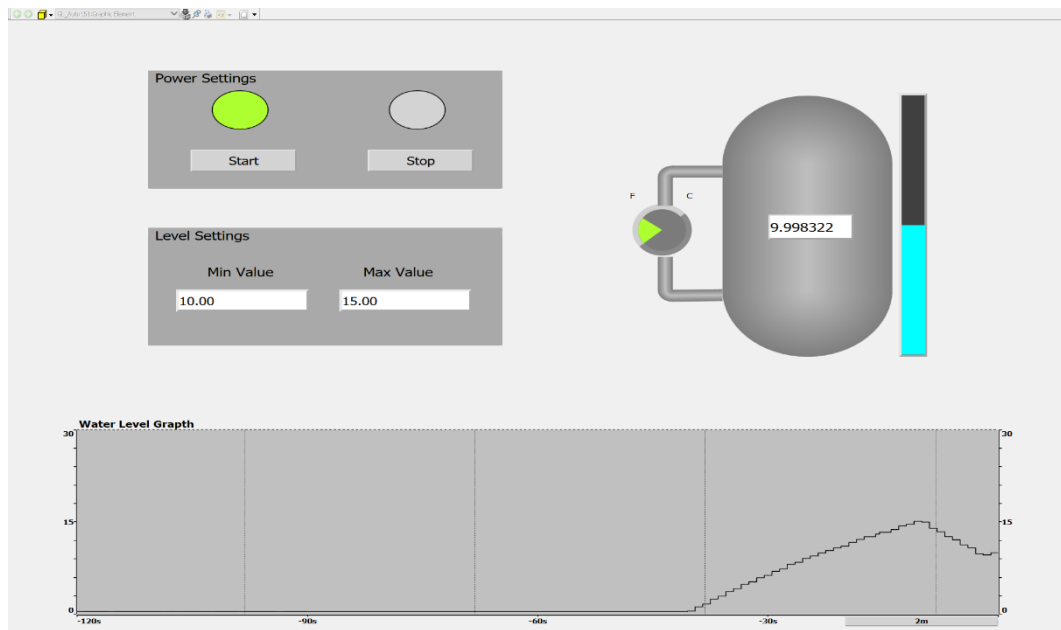 Power Settings
Start
Stop
Level Settings
Min Value
Max Value
10.00
15.00
F
C
9.998322
Water Level Grapth
30
30
15
15
0
0
-120s
-90s
-60s
-30s
2m